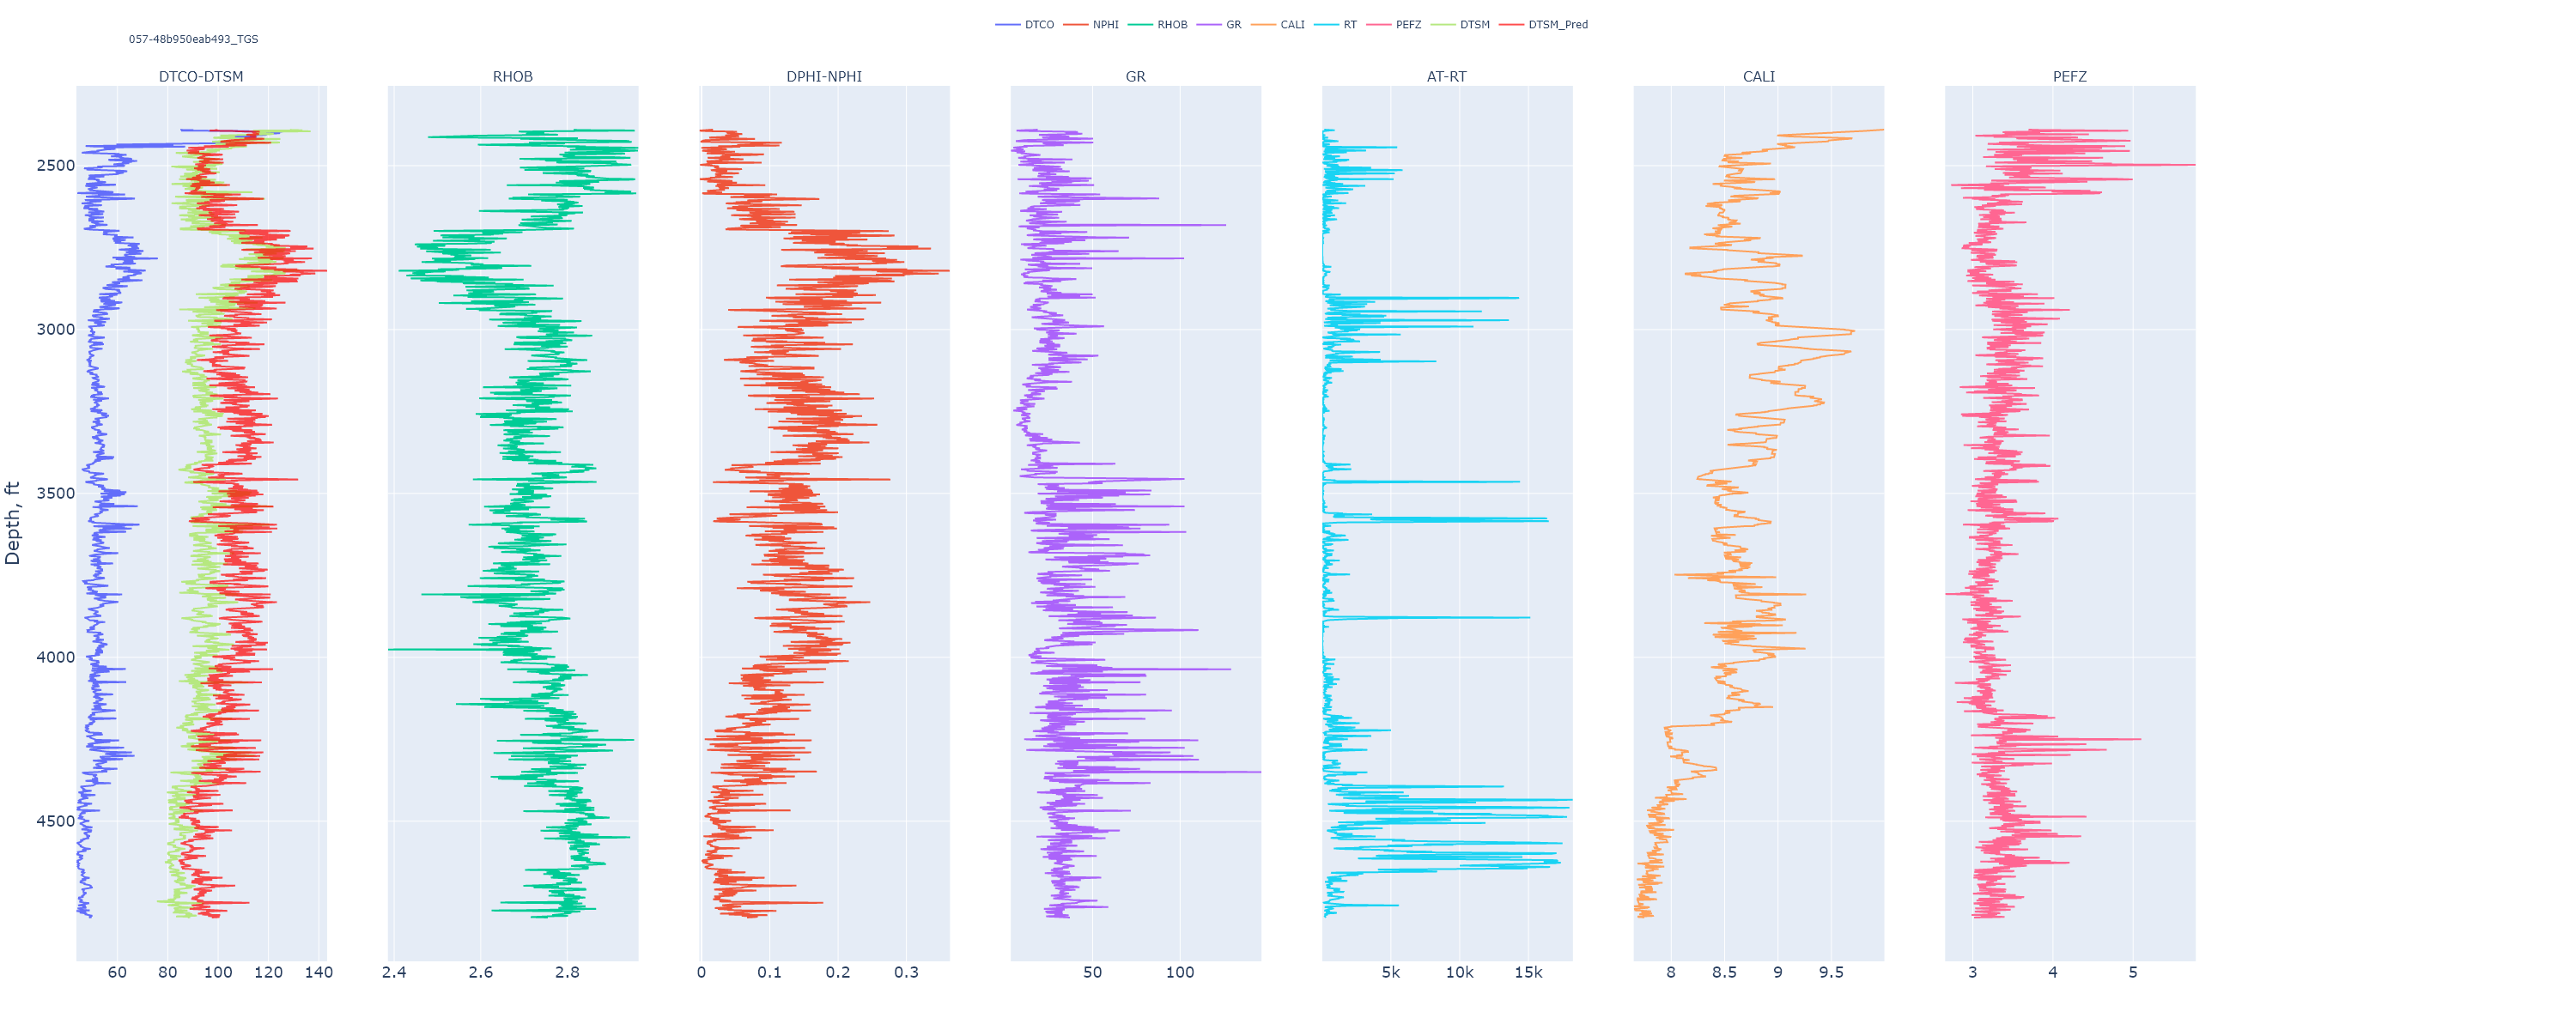 DTCO NPHI RHOB GR CALI RT PEFZ DTSM DTSM_Pred
057-48b950eab493_TGS
DTCO-DTSM RHOB DPHI-NPHI GR AT-RT CALI PEFZ
2500
3000
3500
4000
4500
Depth, ft
60 80 100 120 140 2.4 2.6 2.8 0 0.1 0.2 0.3 50 100 5k 10k 15k 8 8.5 9 9.5 3 4 5